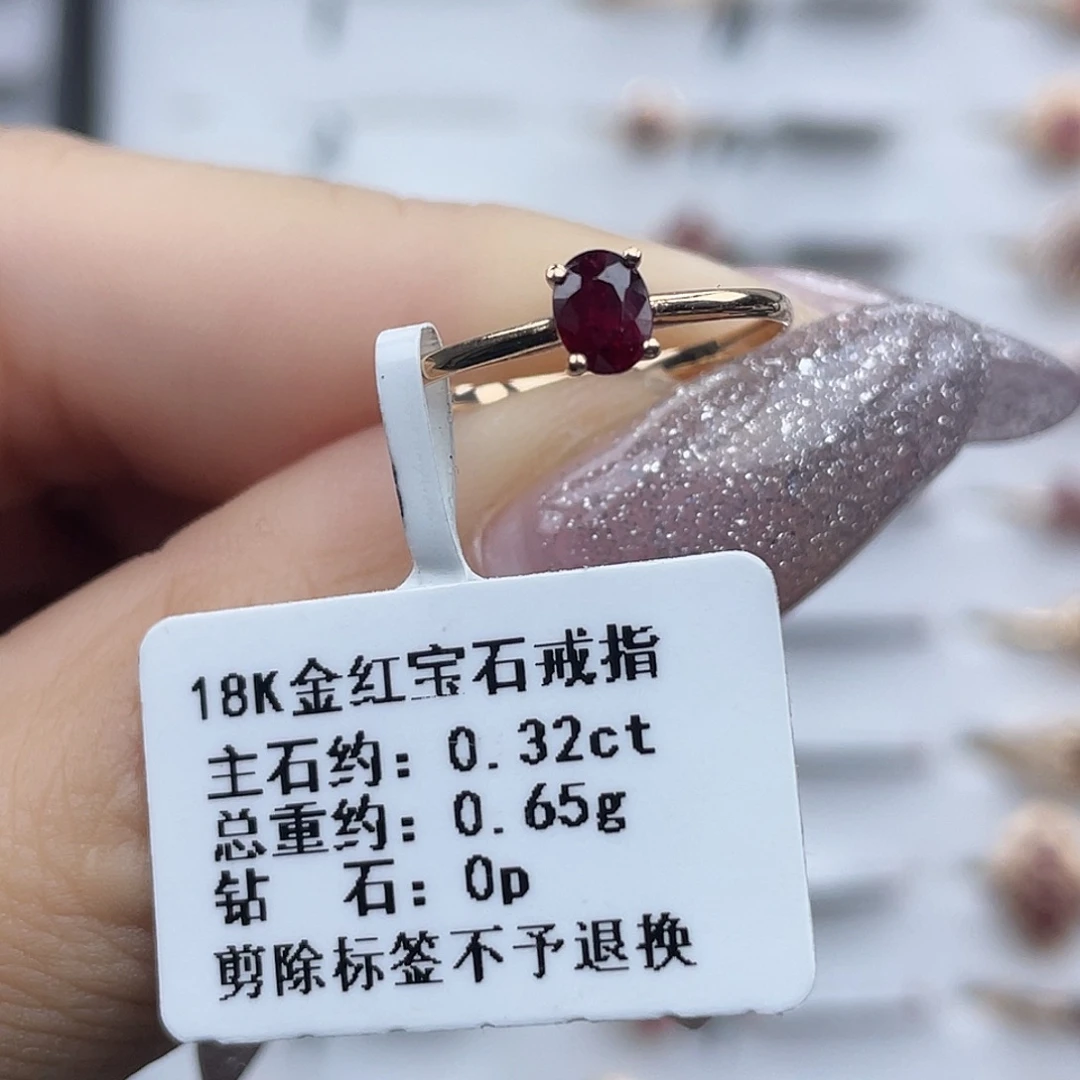 18K金红宝石戒指
主石约：0.32ct
总重约：0.65g
钻 石：0p
剪除标签不予退换